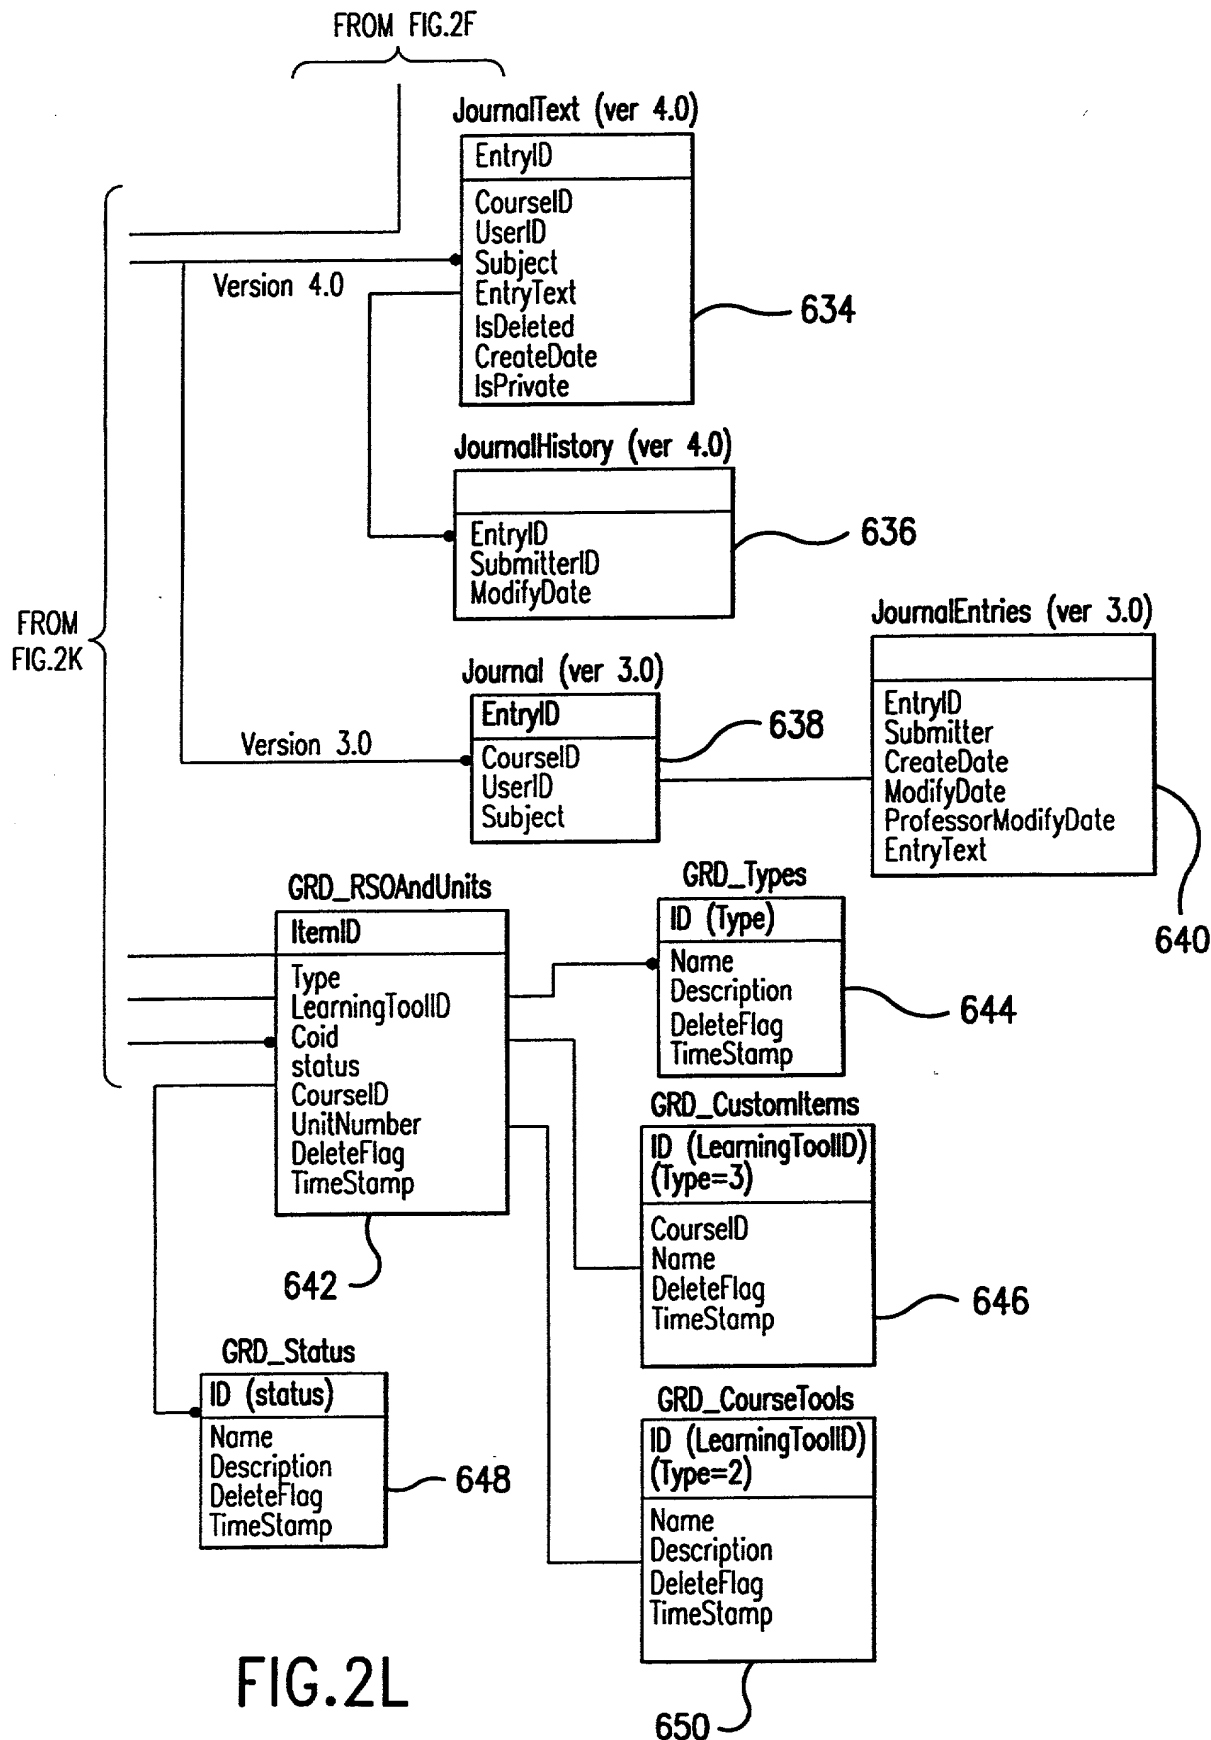 FROM FIG.2F
JournalText (ver 4.0)
EntryID
CourseID
UserID
Subject
EntryText
IsDeleted
CreateDate
IsPrivate
Version 4.0
634
JournalHistory (ver 4.0)
EntryID
SubmitterID
ModifyDate
636
FROM
FIG.2K
Journal (ver 3.0)
EntryID
CourseID
UserID
Subject
Version 3.0
638
JournalEntries (ver 3.0)
EntryID
Submitter
CreateDate
ModifyDate
ProfessorModifyDate
EntryText
640
GRD_RSOAndUnits
ItemID
Type
LearningToolID
Coid
status
CourseID
UnitNumber
DeleteFlag
TimeStamp
642
GRD_Types
ID (Type)
Name
Description
DeleteFlag
TimeStamp
644
GRD_CustomItems
ID (LearningToolID)
(Type=3)
CourseID
Name
DeleteFlag
TimeStamp
646
GRD_Status
ID (status)
Name
Description
DeleteFlag
TimeStamp
648
GRD_CourseTools
ID (LearningToolID)
(Type=2)
Name
Description
DeleteFlag
TimeStamp
650
FIG.2L